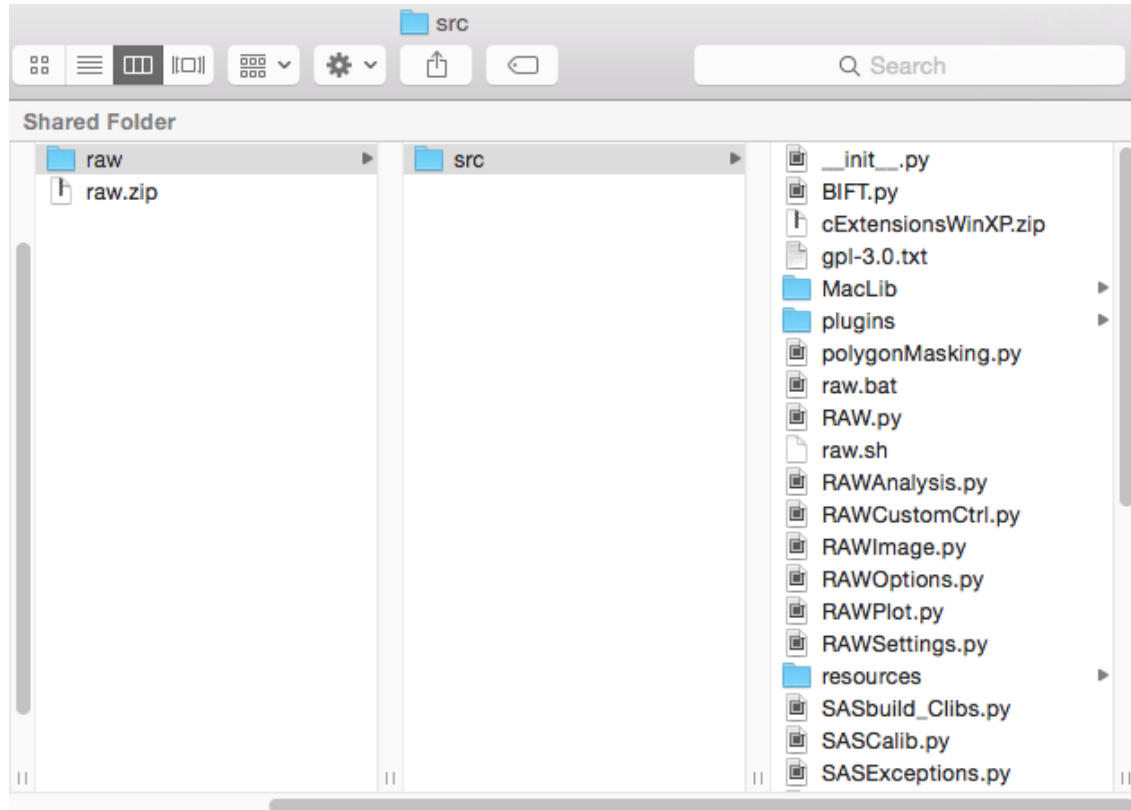 src
Search
Shared Folder
raw
raw.zip
src
__init__.py
BIFT.py
cExtensionsWinXP.zip
gpl-3.0.txt
MacLib
plugins
polygonMasking.py
raw.bat
RAW.py
raw.sh
RAWAnalysis.py
RAWCustomCtrl.py
RAWImage.py
RAWOptions.py
RAWPlot.py
RAWSettings.py
resources
SASbuild_Clibs.py
SASCalib.py
SASExceptions.py